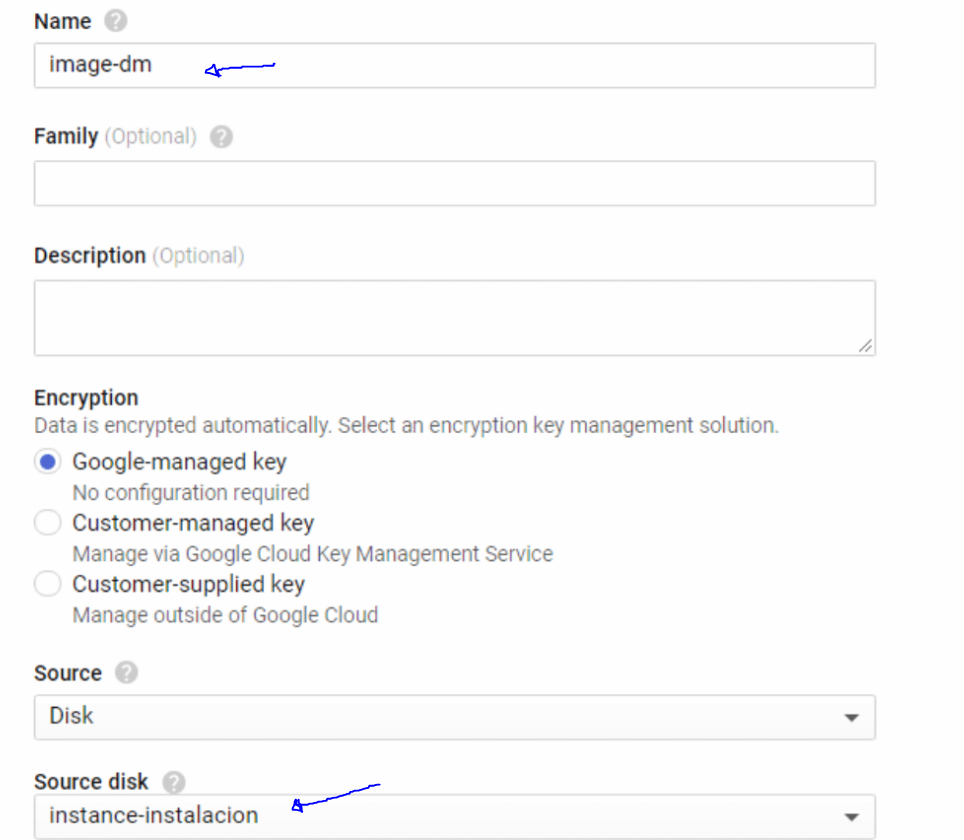 Name ?
image-dm
Family (Optional) ?
Description (Optional)
Encryption
Data is encrypted automatically. Select an encryption key management solution.
Google-managed key
No configuration required
Customer-managed key
Manage via Google Cloud Key Management Service
Customer-supplied key
Manage outside of Google Cloud
Source ?
Disk
Source disk ?
instance-instalacion